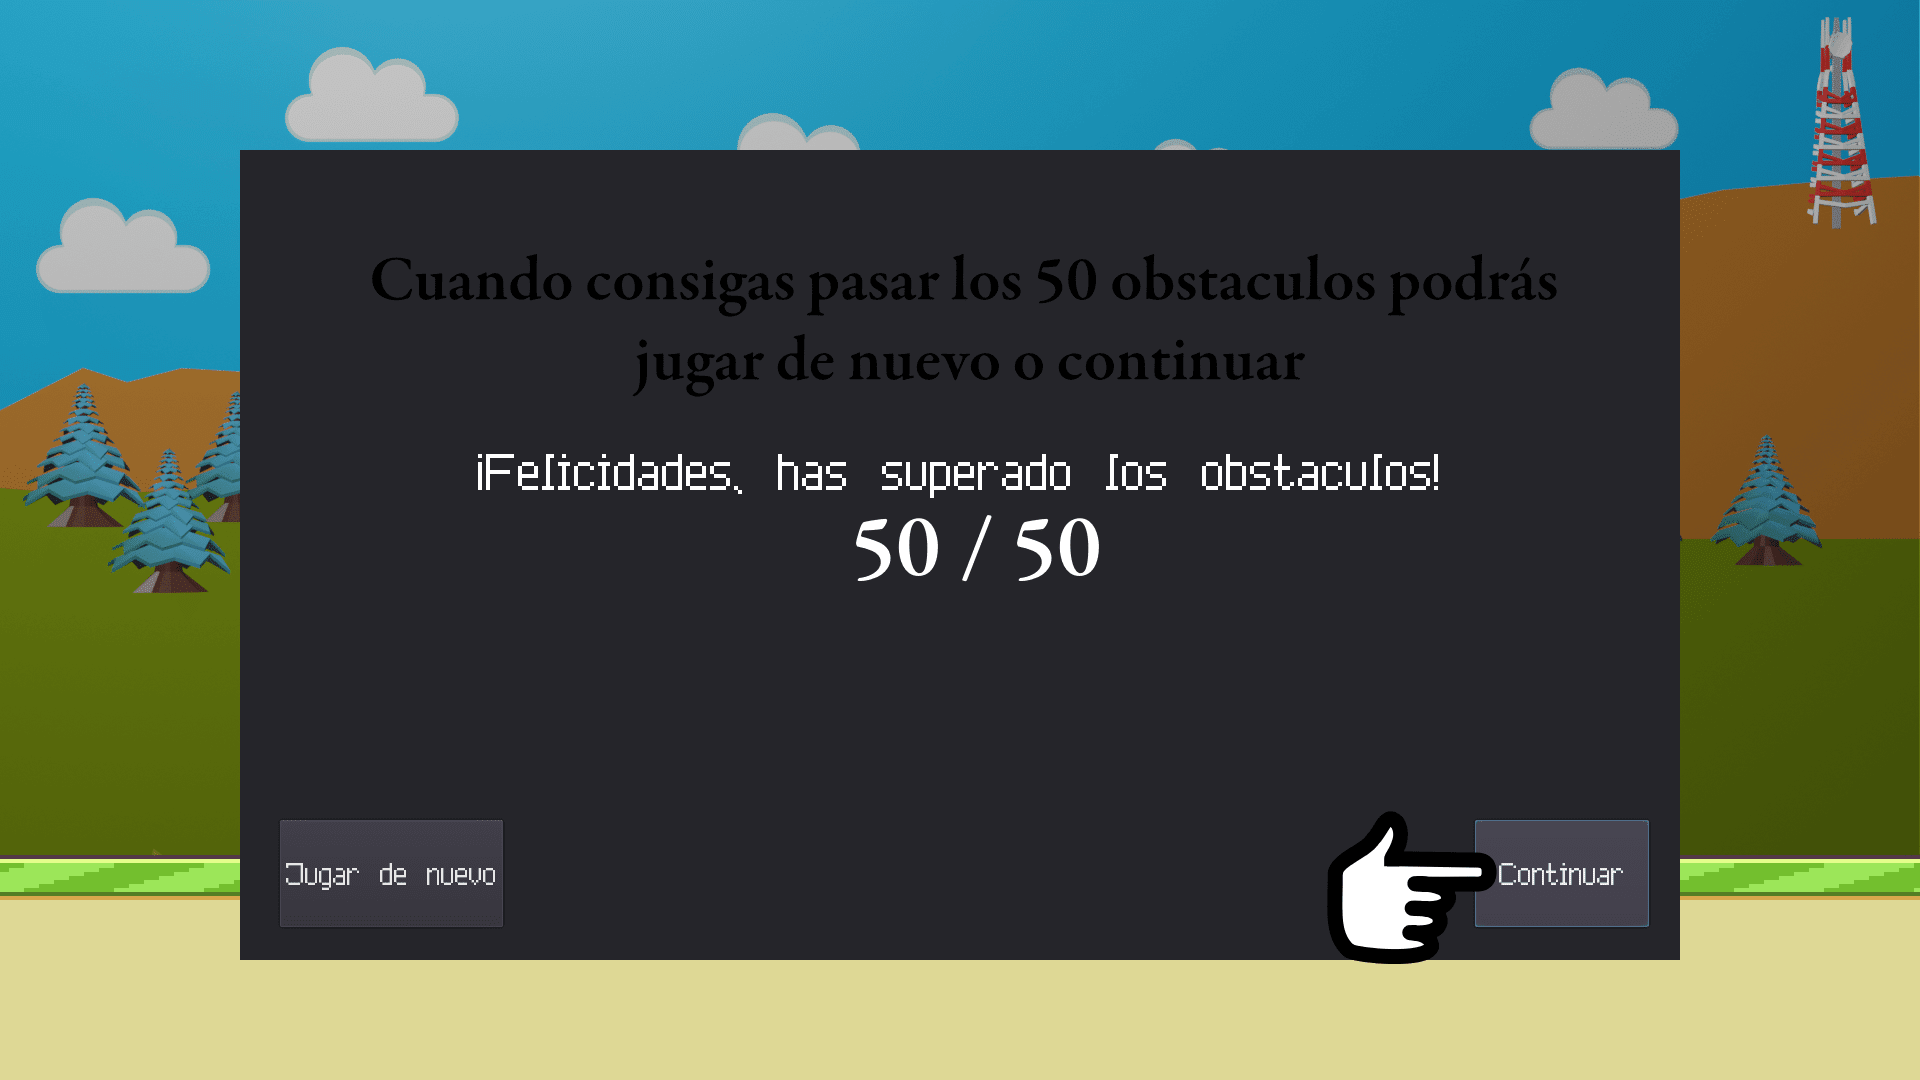 Cuando consigas pasar los 50 obstaculos podrás
jugar de nuevo o continuar
¡Felicidades, has superado los obstaculos!
50 / 50
Jugar de nuevo
Continuar